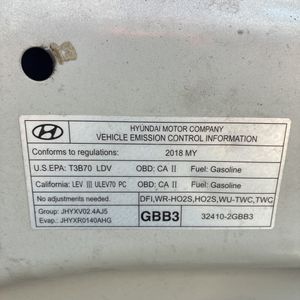 HYUNDAI MOTOR COMPANY
VEHICLE EMISSION CONTROL INFORMATION
Conforms to regulations: 2018 MY
U.S.EPA: T3B70 LDV OBD: CA II Fuel: Gasoline
California: LEV III ULEV70 PC OBD: CA II Fuel: Gasoline
No adjustments needed. DFI,WR-HO2S,HO2S,WU-TWC,TWC
Group: JHYXV02.4AJ5 GBB3 32410-2GBB3
Evap.: JHYXR0140AHG